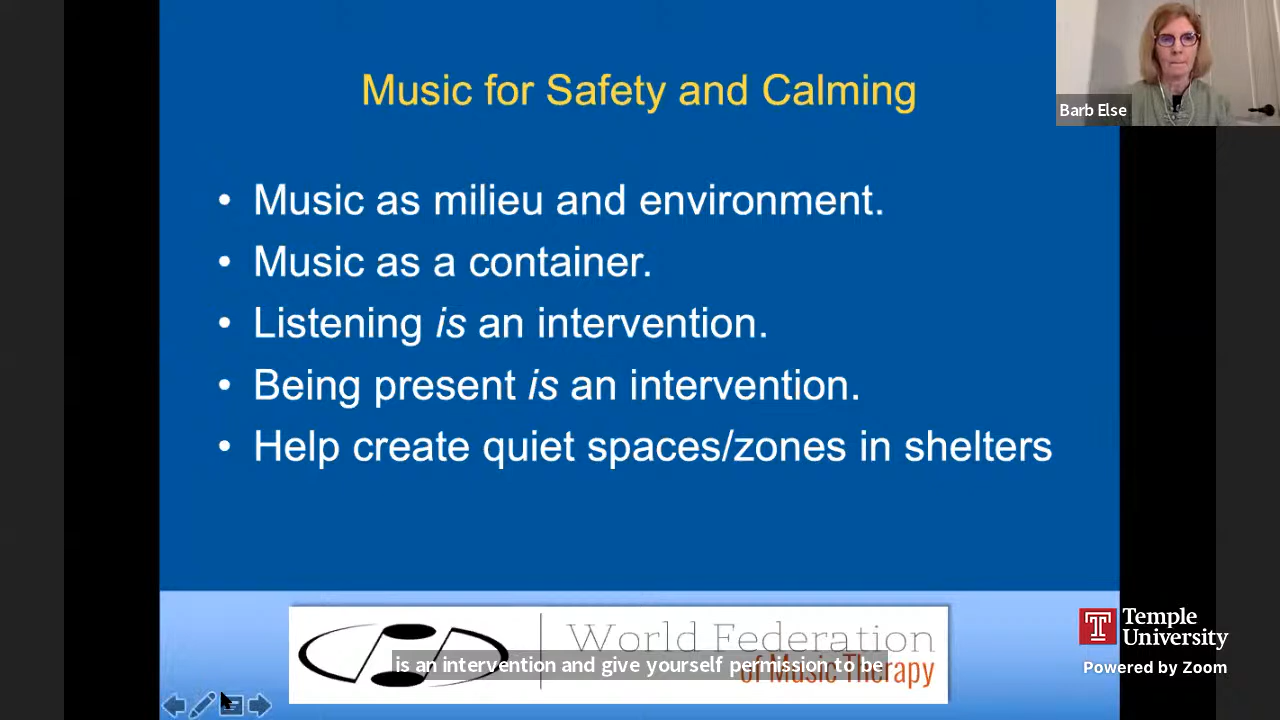 Music for Safety and Calming
Barb Else
• Music as milieu and environment.
• Music as a container.
• Listening is an intervention.
• Being present is an intervention.
• Help create quiet spaces/zones in shelters
World Federation
of Music Therapy
is an intervention and give yourself permission to be
Temple
University
Powered by Zoom